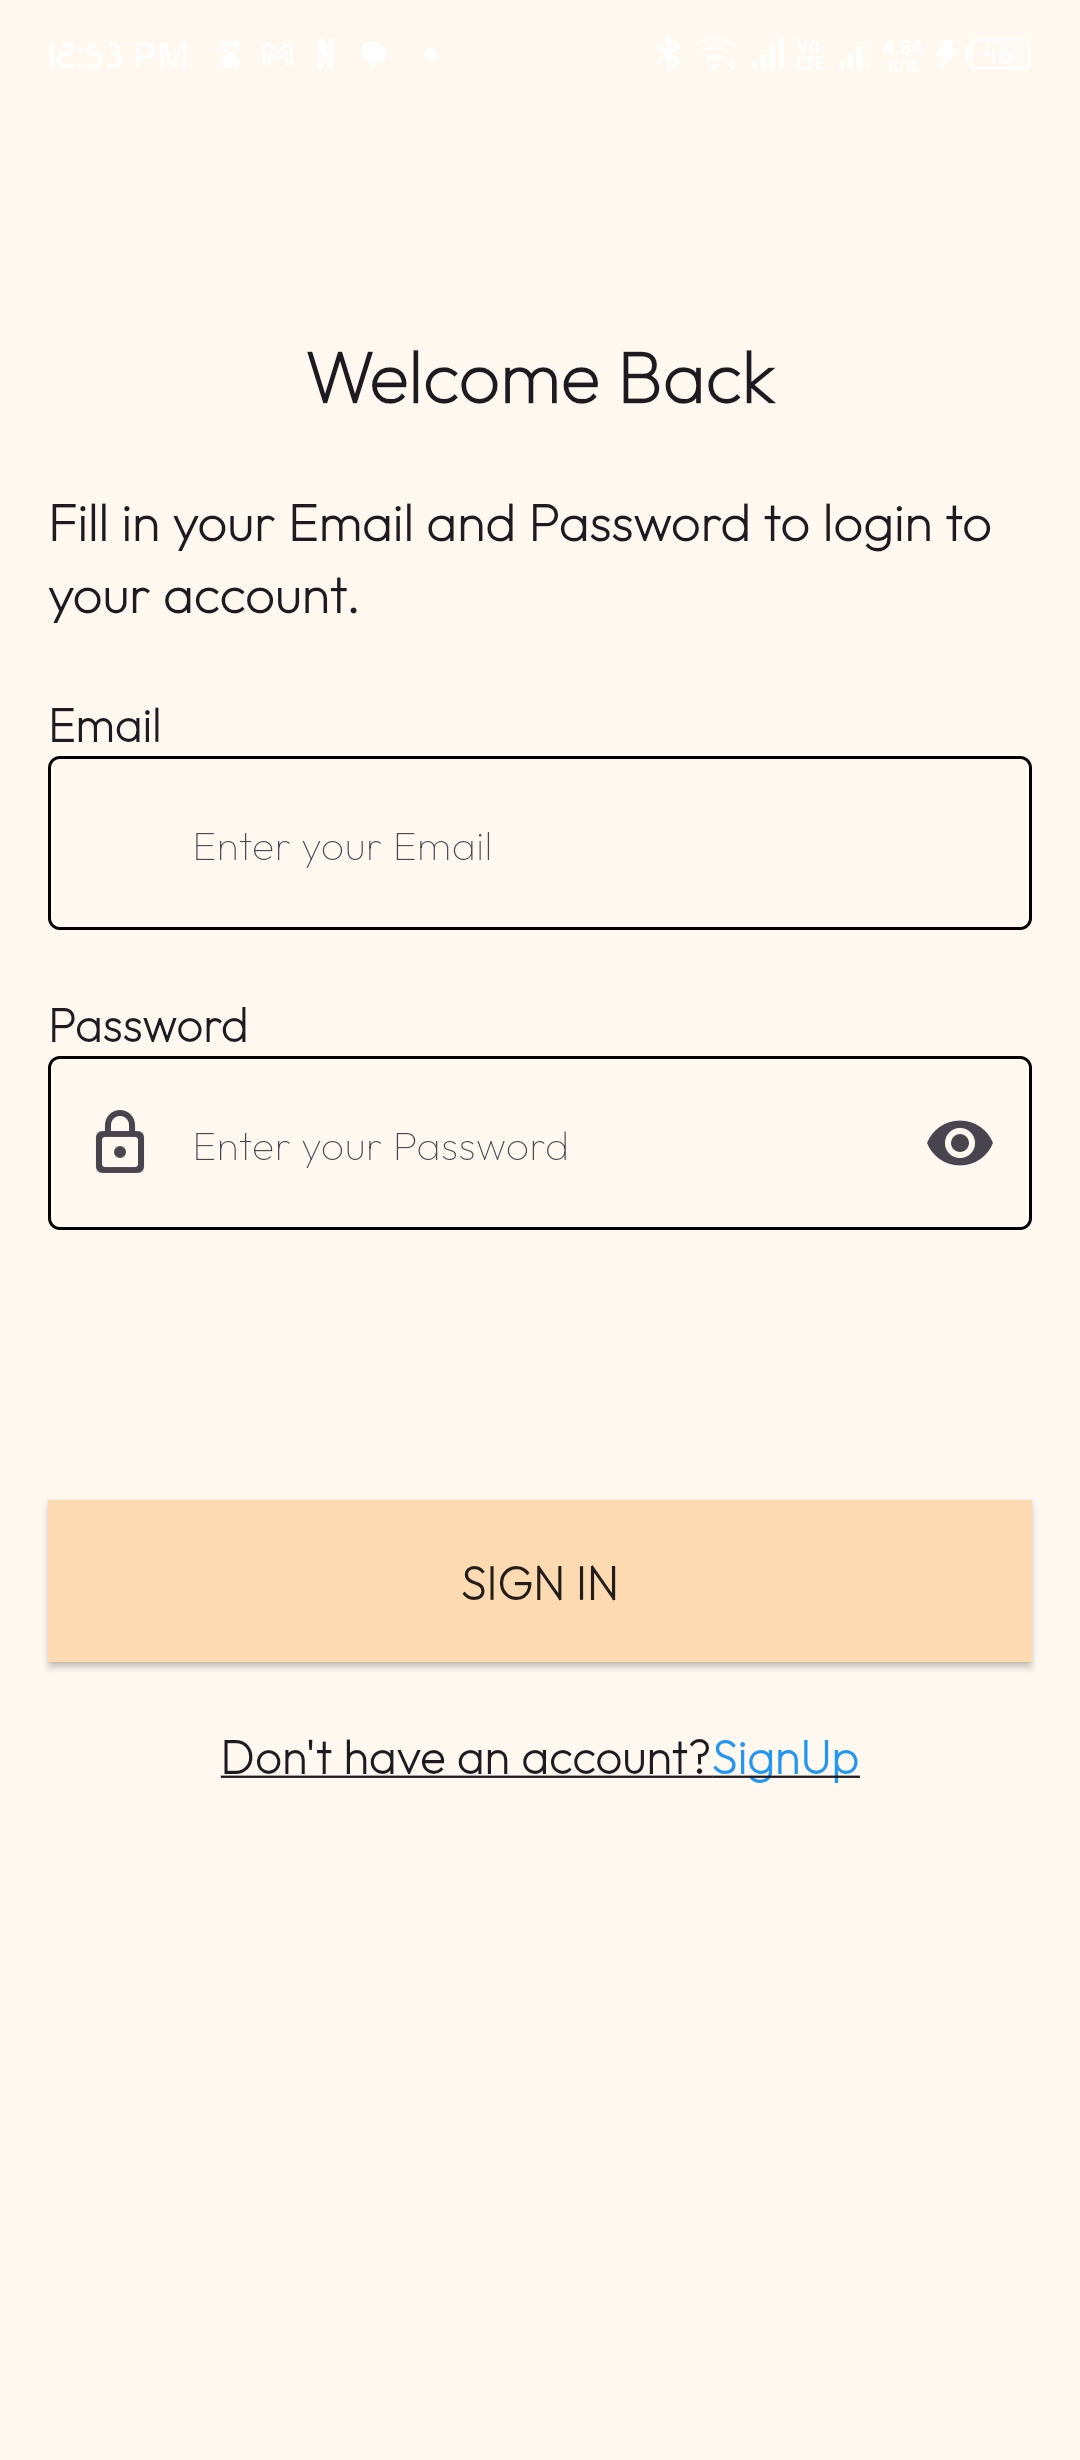 12:53 PM
Vo LTE 4.64 K/S 46
Welcome Back
Fill in your Email and Password to login to
your account.
Email
Enter your Email
Password
Enter your Password
SIGN IN
Don't have an account?SignUp